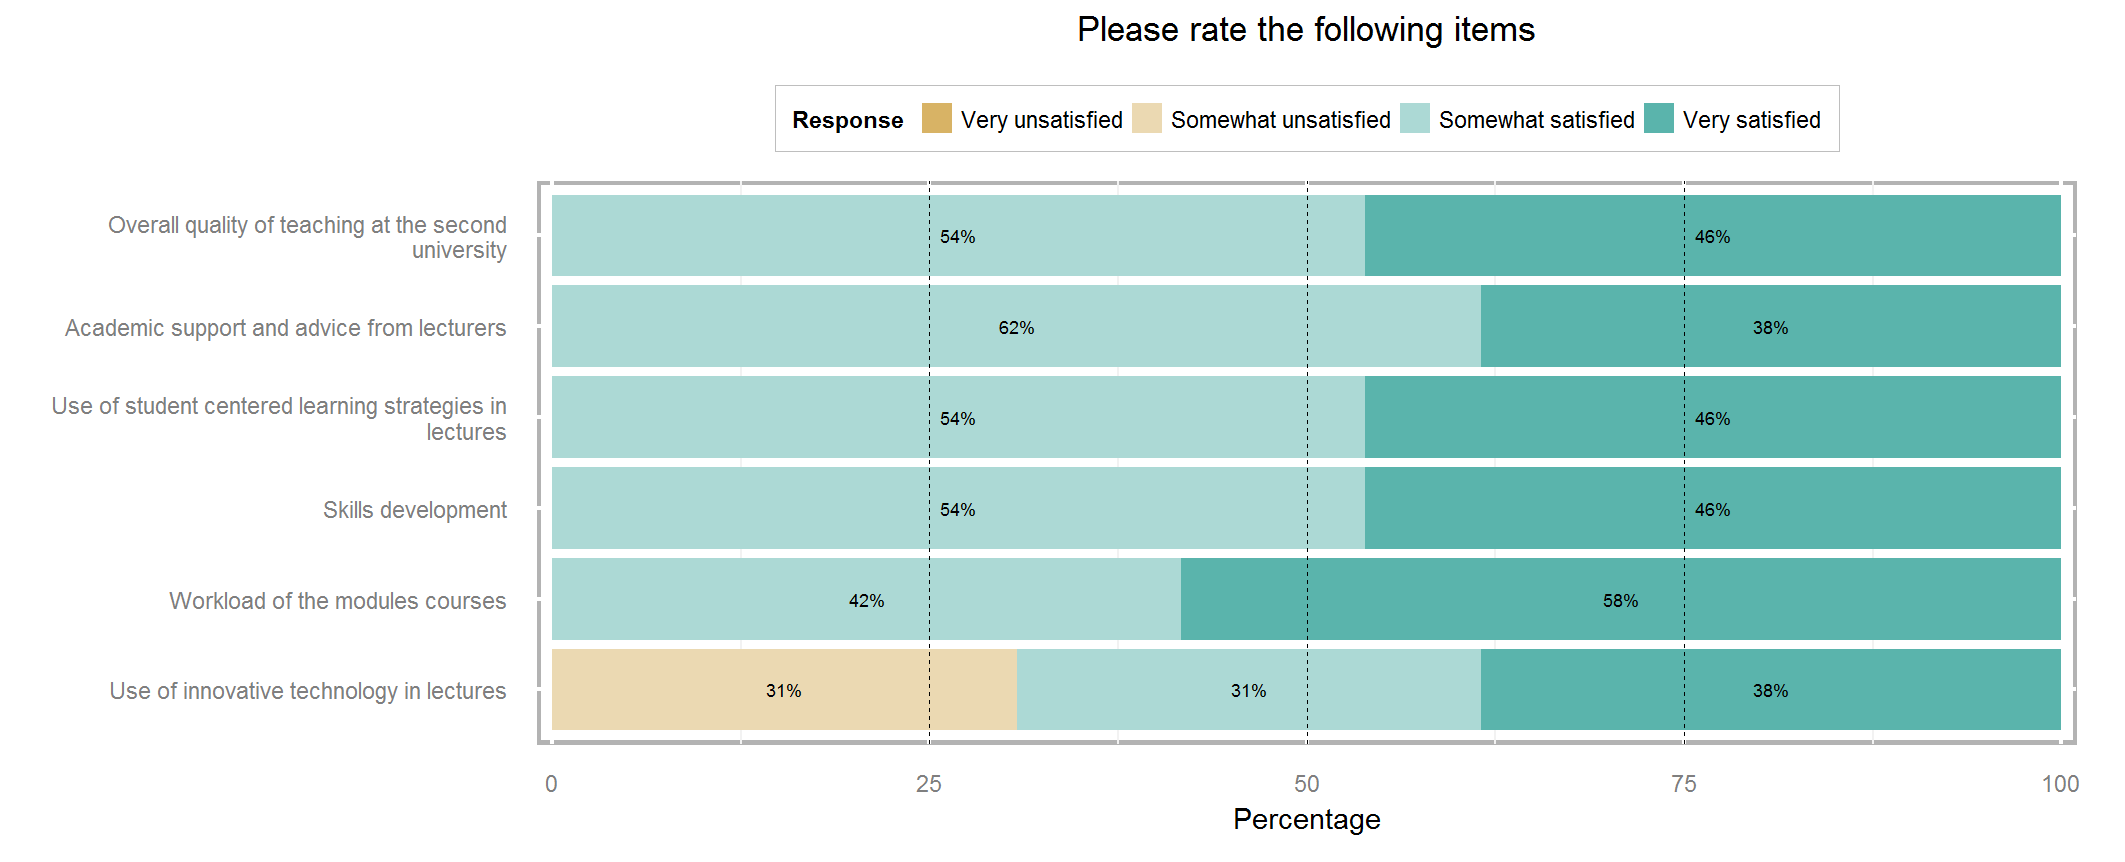 Please rate the following items
Response Very unsatisfied Somewhat unsatisfied Somewhat satisfied Very satisfied
Overall quality of teaching at the second
university
54% 46%
Academic support and advice from lecturers
62% 38%
Use of student centered learning strategies in
lectures
54% 46%
Skills development
54% 46%
Workload of the modules courses
42% 58%
Use of innovative technology in lectures
31% 31% 38%
0 25 50 75 100
Percentage